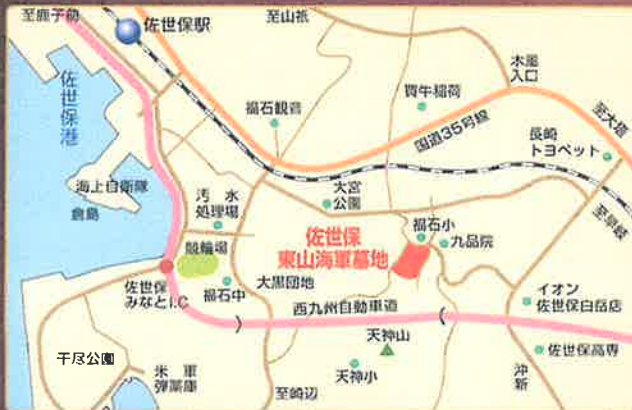 至鹿子前
佐世保駅
至山祇
木風
入口
買牛稲荷
至大塔
佐世保港
福石観音
国道35号線
長崎
トヨペット
海上自衛隊
倉島
汚水
処理場
大宮
公園
至早岐
福石小
九品院
佐世保
東山海軍墓地
競輪場
佐世保
みなとI.C
福石中
大黒団地
西九州自動車道
イオン
佐世保白岳店
天神山
佐世保高専
干尽公園
米軍
弾薬庫
天神小
至崎辺
沖新